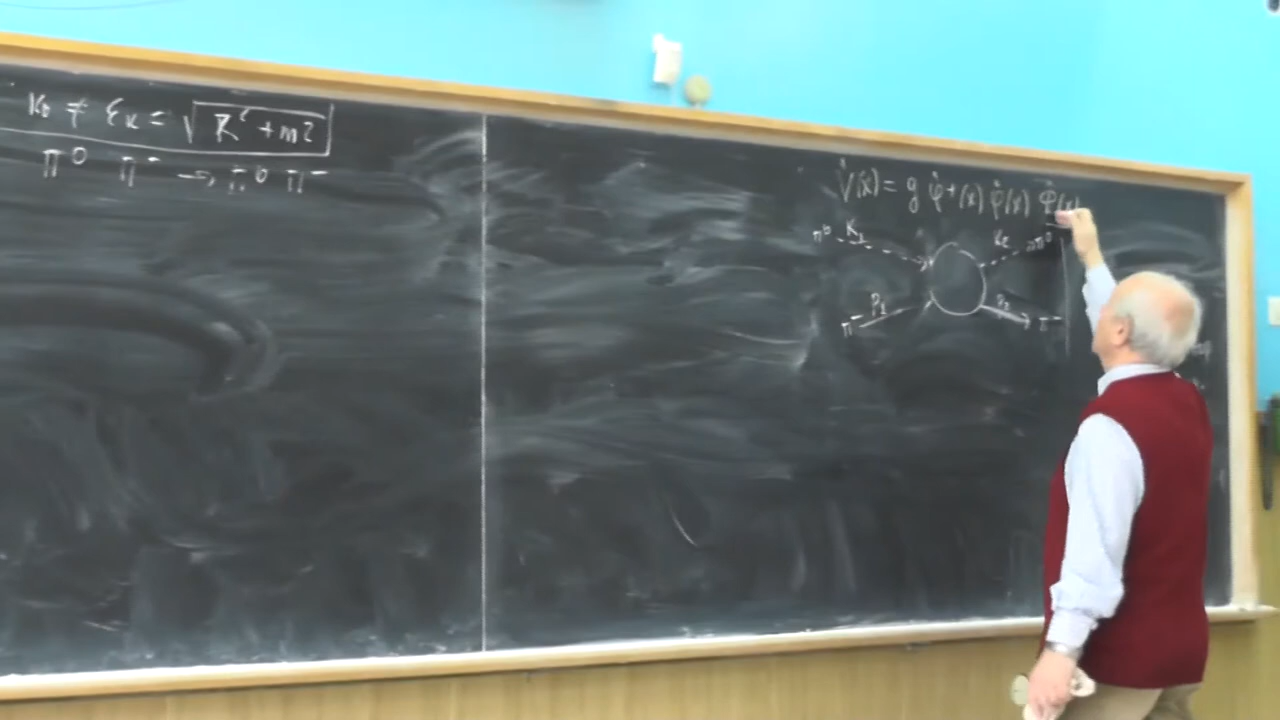 k₀ ≠ ε_k = √(k² + m²)
π⁰ π⁻ → π⁰ π⁻
V̂(x) = g φ̂⁺(x) φ̂(x) Φ̂(x)
π⁰ K₁ K₂ π⁰
π⁻ P₁ P₂ π⁻